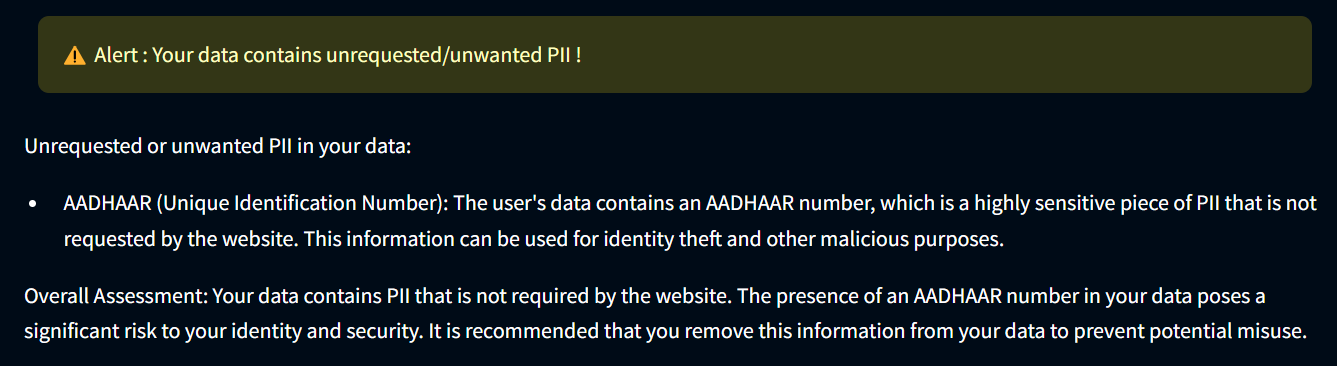 ⚠ Alert : Your data contains unrequested/unwanted PII !
Unrequested or unwanted PII in your data:
• AADHAAR (Unique Identification Number): The user's data contains an AADHAAR number, which is a highly sensitive piece of PII that is not
requested by the website. This information can be used for identity theft and other malicious purposes.
Overall Assessment: Your data contains PII that is not required by the website. The presence of an AADHAAR number in your data poses a
significant risk to your identity and security. It is recommended that you remove this information from your data to prevent potential misuse.